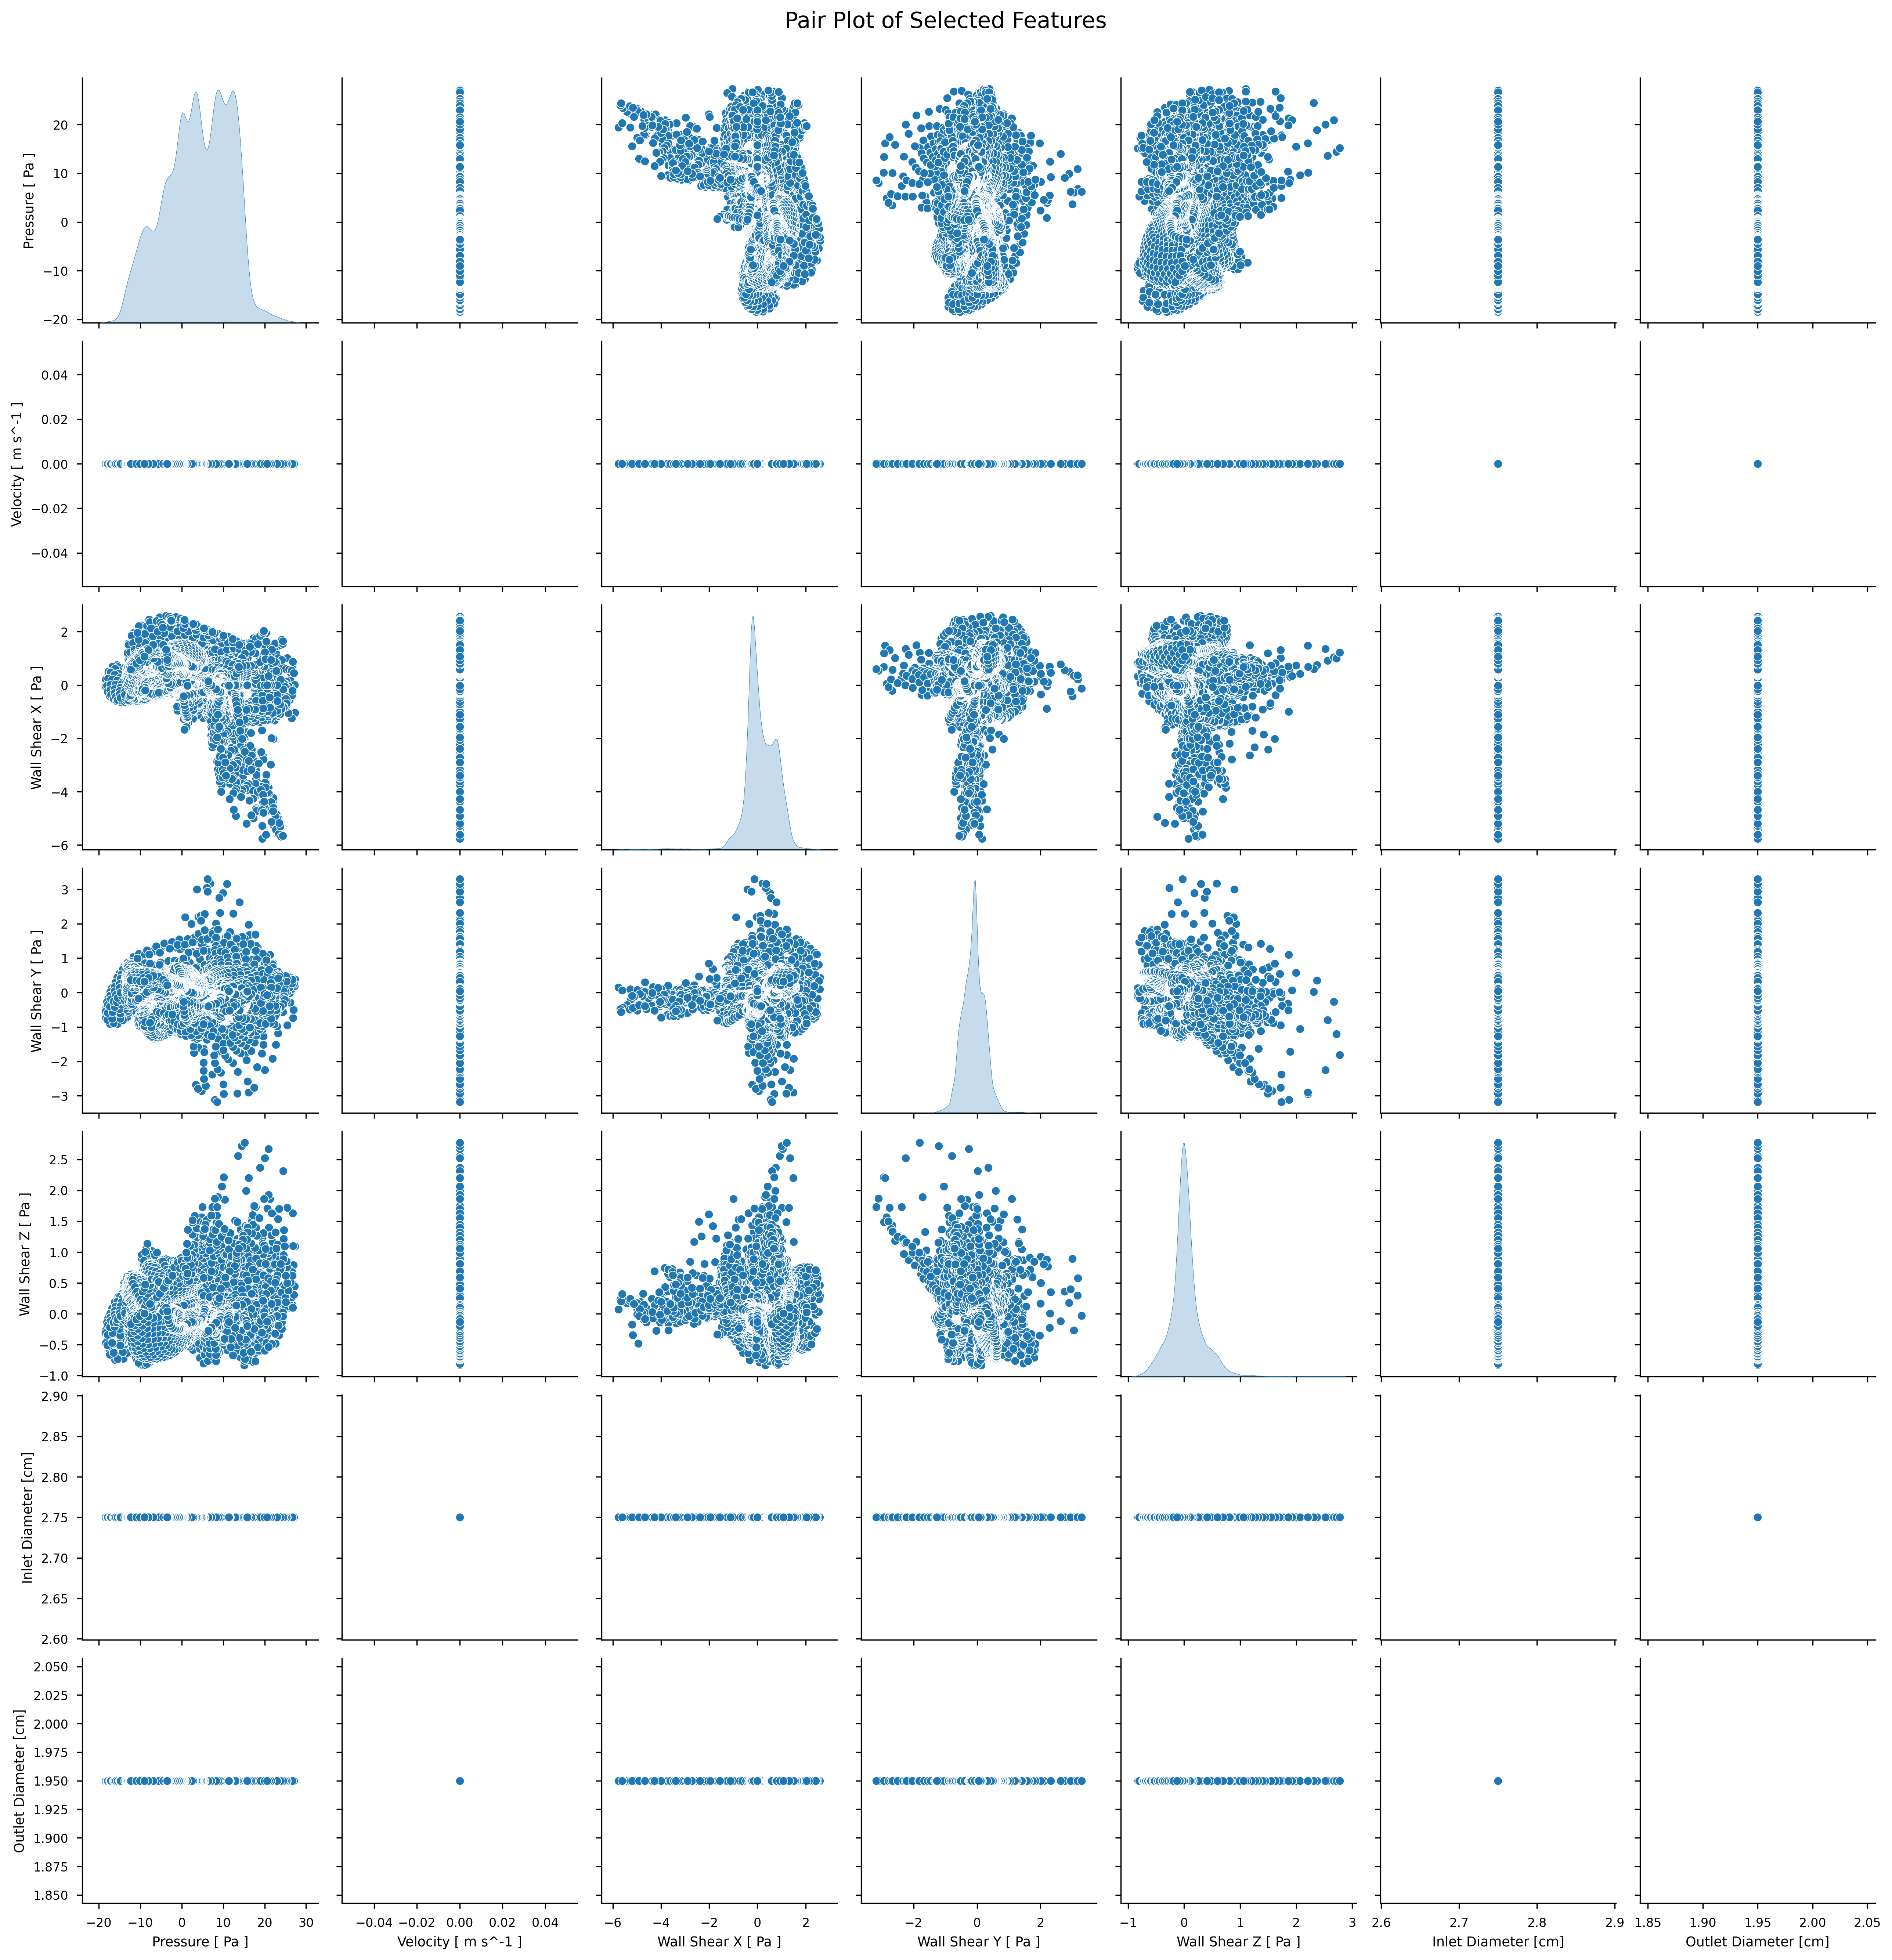 Pair Plot of Selected Features
Pressure [ Pa ]
20
10
0
−10
−20
Velocity [ m s^-1 ]
0.04
0.02
0.00
−0.02
−0.04
Wall Shear X [ Pa ]
2
0
−2
−4
−6
Wall Shear Y [ Pa ]
3
2
1
0
−1
−2
−3
Wall Shear Z [ Pa ]
2.5
2.0
1.5
1.0
0.5
0.0
−0.5
−1.0
Inlet Diameter [cm]
2.90
2.85
2.80
2.75
2.70
2.65
2.60
Outlet Diameter [cm]
2.050
2.025
2.000
1.975
1.950
1.925
1.900
1.875
1.850
−20 −10 0 10 20 30
Pressure [ Pa ]
−0.04 −0.02 0.00 0.02 0.04
Velocity [ m s^-1 ]
−6 −4 −2 0 2
Wall Shear X [ Pa ]
−2 0 2
Wall Shear Y [ Pa ]
−1 0 1 2 3
Wall Shear Z [ Pa ]
2.6 2.7 2.8 2.9
Inlet Diameter [cm]
1.85 1.90 1.95 2.00 2.05
Outlet Diameter [cm]